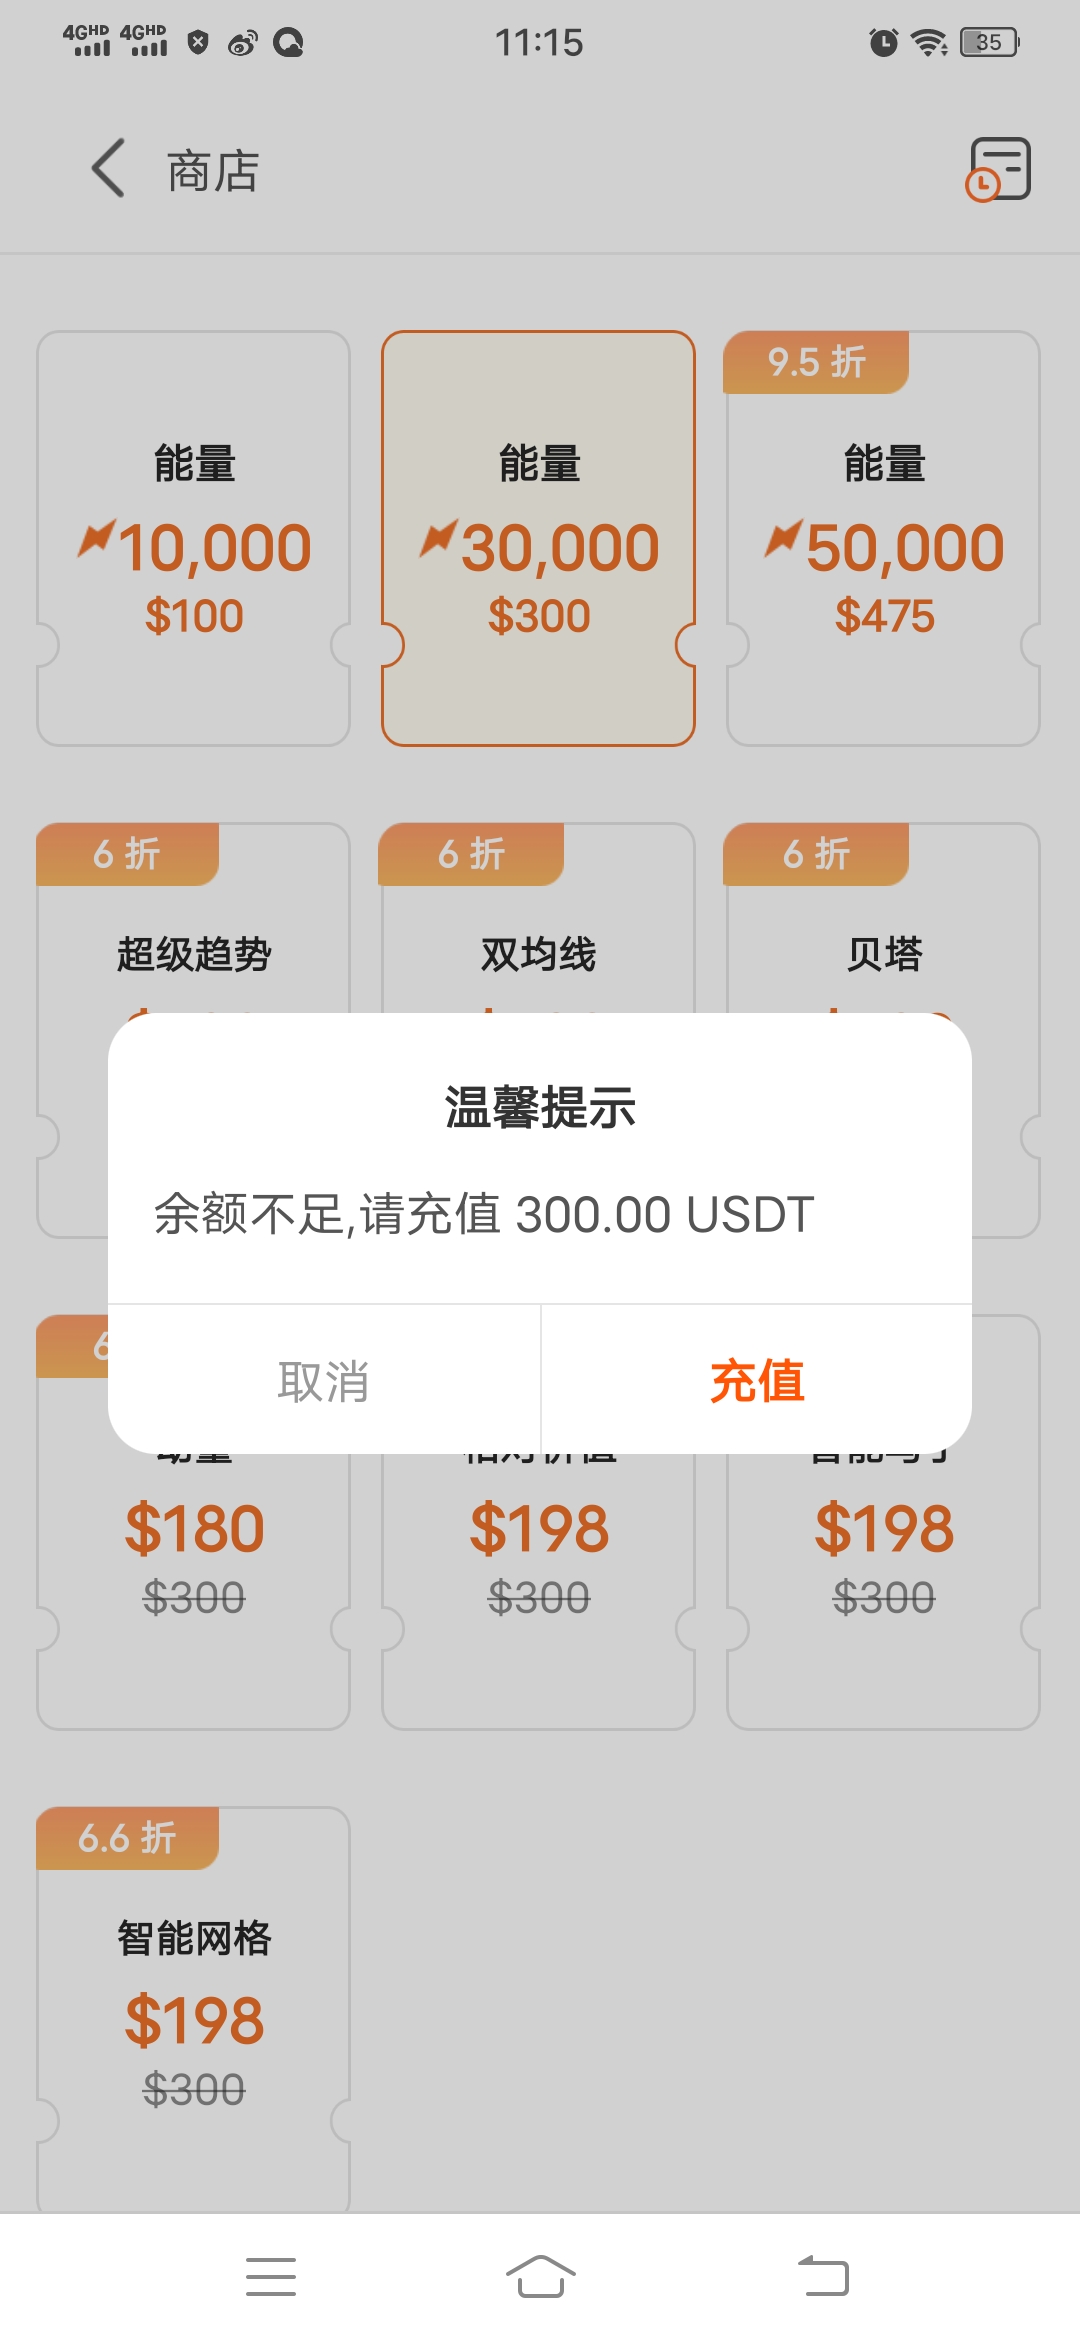 4GHD 4GHD 11:15 35
商店
9.5 折
能量 能量 能量
10,000 30,000 50,000
$100 $300 $475
6 折 6 折 6 折
超级趋势 双均线 贝塔
温馨提示
余额不足,请充值 300.00 USDT
取消 充值
$180 $198 $198
$300 $300 $300
6.6 折
智能网格
$198
$300